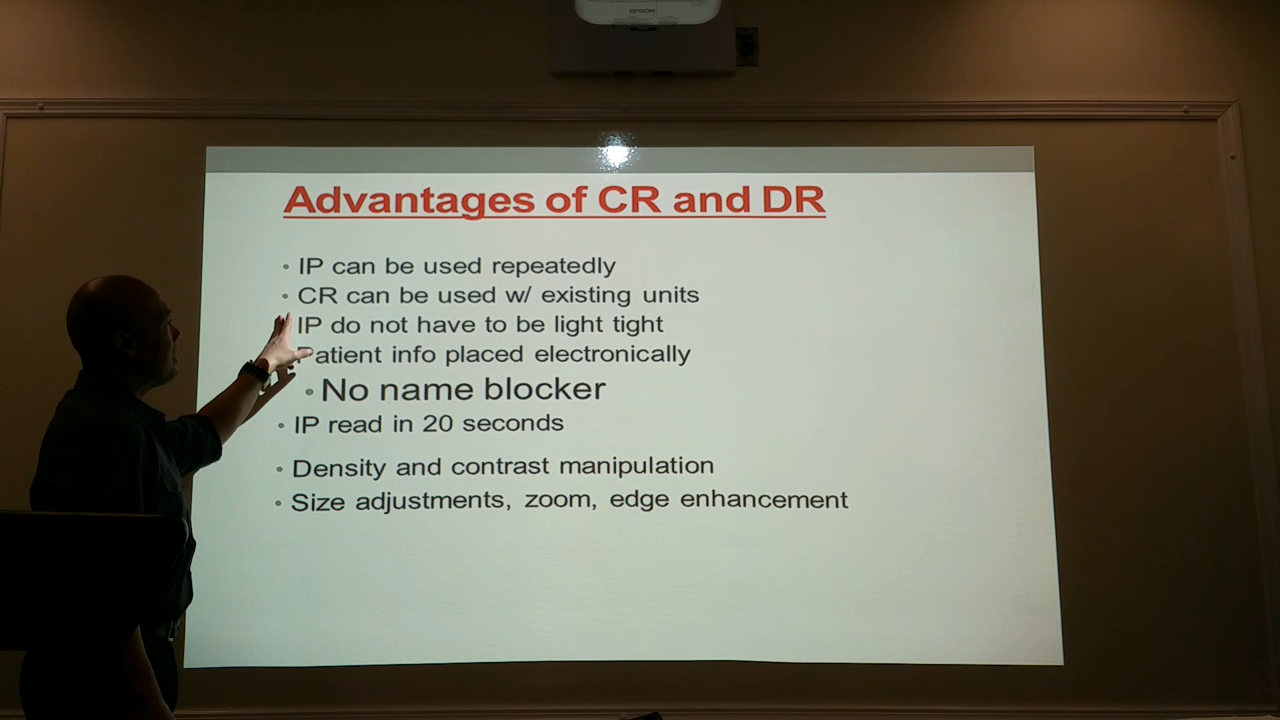 EPSON
Advantages of CR and DR
• IP can be used repeatedly
• CR can be used w/ existing units
IP do not have to be light tight
Patient info placed electronically
• No name blocker
• IP read in 20 seconds
• Density and contrast manipulation
• Size adjustments, zoom, edge enhancement